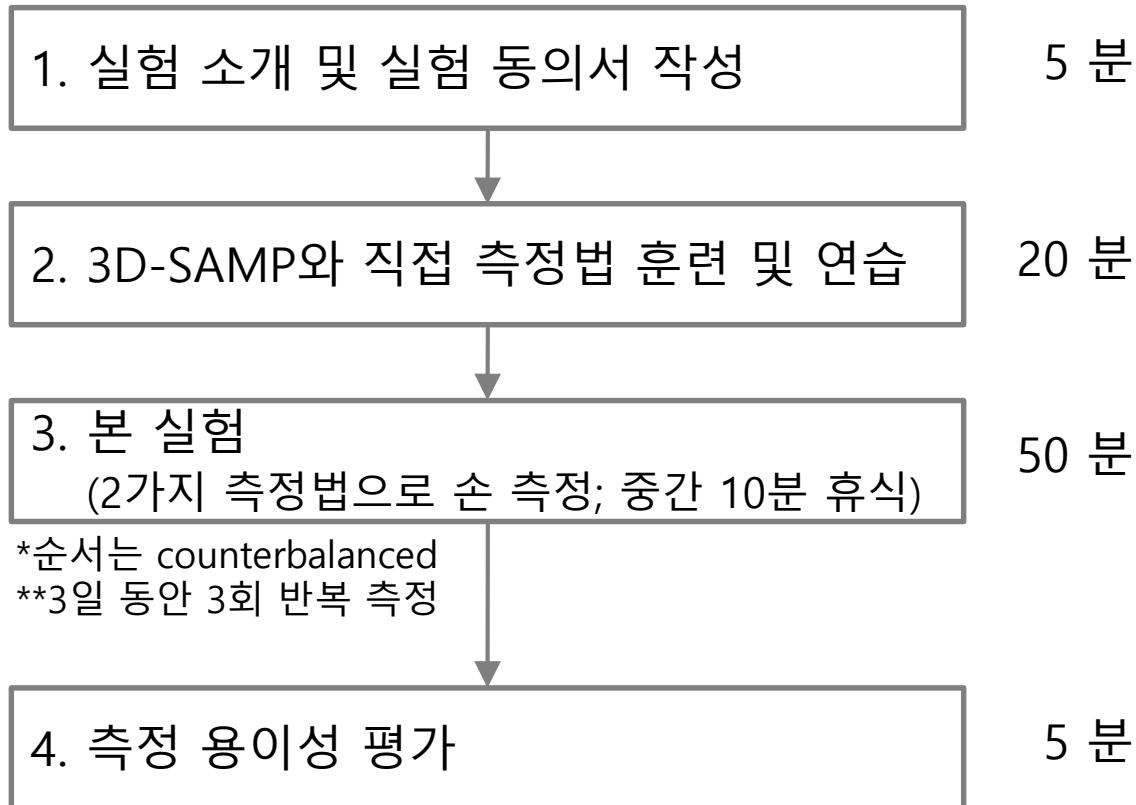 1. 실험 소개 및 실험 동의서 작성
5 분
2. 3D-SAMP와 직접 측정법 훈련 및 연습
20 분
3. 본 실험
(2가지 측정법으로 손 측정; 중간 10분 휴식)
50 분
*순서는 counterbalanced
**3일 동안 3회 반복 측정
4. 측정 용이성 평가
5 분